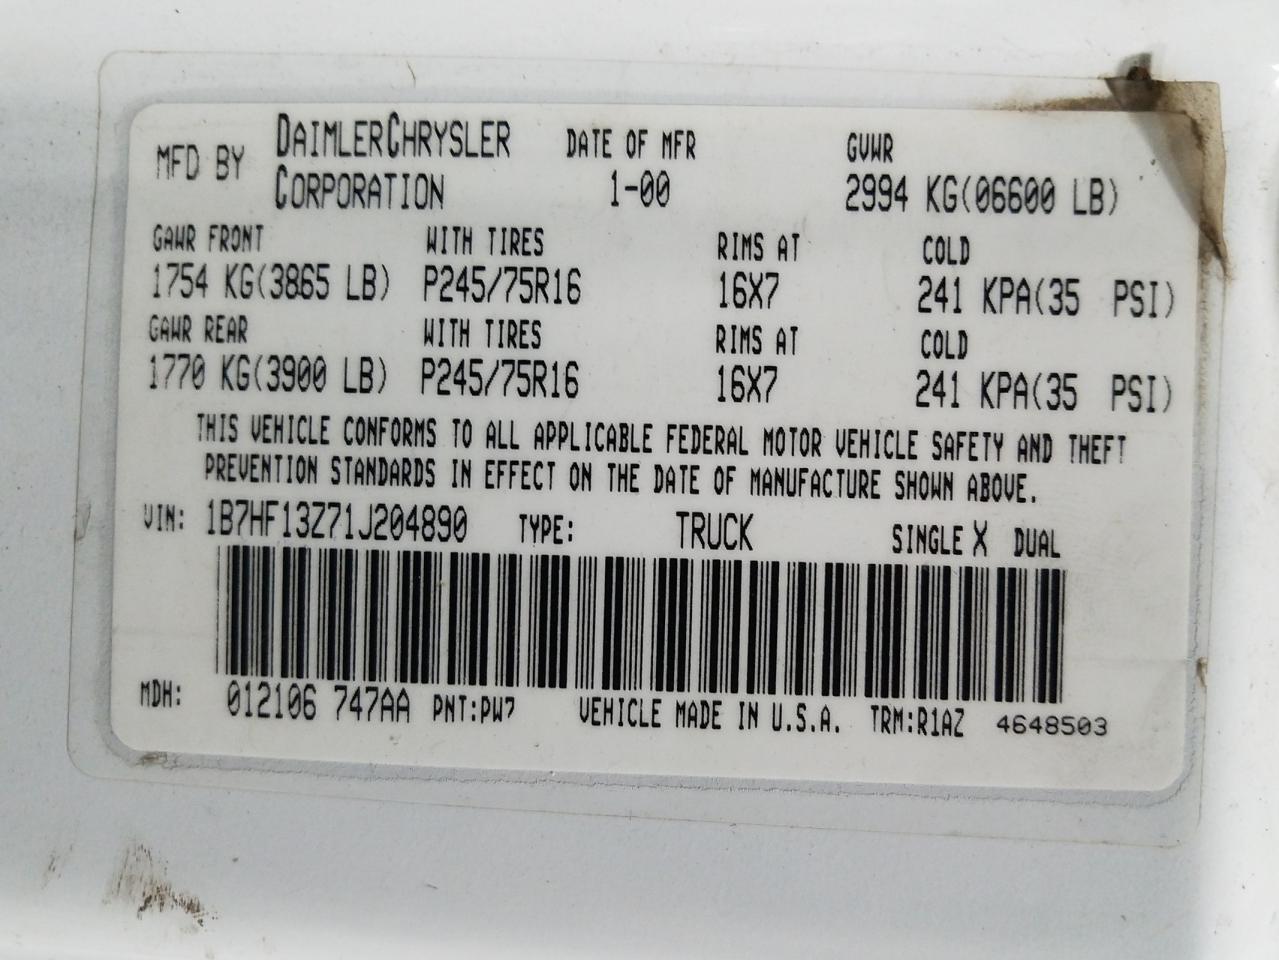 MFD BY DAIMLERCHRYSLER CORPORATION DATE OF MFR 1-00 GVWR 2994 KG(06600 LB)
GAWR FRONT WITH TIRES RIMS AT COLD
1754 KG(3865 LB) P245/75R16 16X7 241 KPA(35 PSI)
GAWR REAR WITH TIRES RIMS AT COLD
1770 KG(3900 LB) P245/75R16 16X7 241 KPA(35 PSI)
THIS VEHICLE CONFORMS TO ALL APPLICABLE FEDERAL MOTOR VEHICLE SAFETY AND THEFT
PREVENTION STANDARDS IN EFFECT ON THE DATE OF MANUFACTURE SHOWN ABOVE.
VIN: 1B7HF13Z71J204890 TYPE: TRUCK SINGLE X DUAL
MDH: 012106 747AA PNT:PW7 VEHICLE MADE IN U.S.A. TRM:R1AZ 4648503